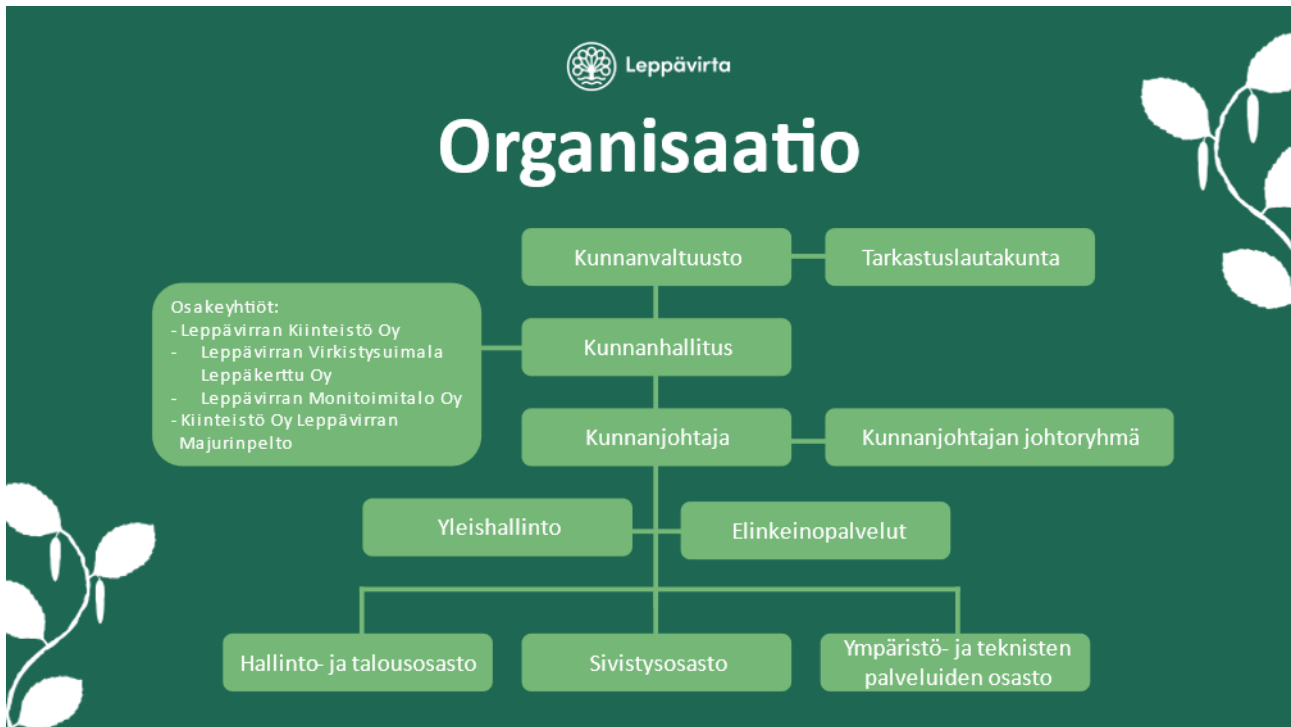 Leppävirta
Organisaatio
Kunnanvaltuusto
Tarkastuslautakunta
Osakeyhtiöt:
- Leppävirran Kiinteistö Oy
- Leppävirran Virkistysuimala
Leppäkerttu Oy
- Leppävirran Monitoimitalo Oy
- Kiinteistö Oy Leppävirran
Majurinpelto
Kunnanhallitus
Kunnanjohtaja
Kunnanjohtajan johtoryhmä
Yleishallinto
Elinkeinopalvelut
Hallinto- ja talousosasto
Sivistysosasto
Ympäristö- ja teknisten
palveluiden osasto